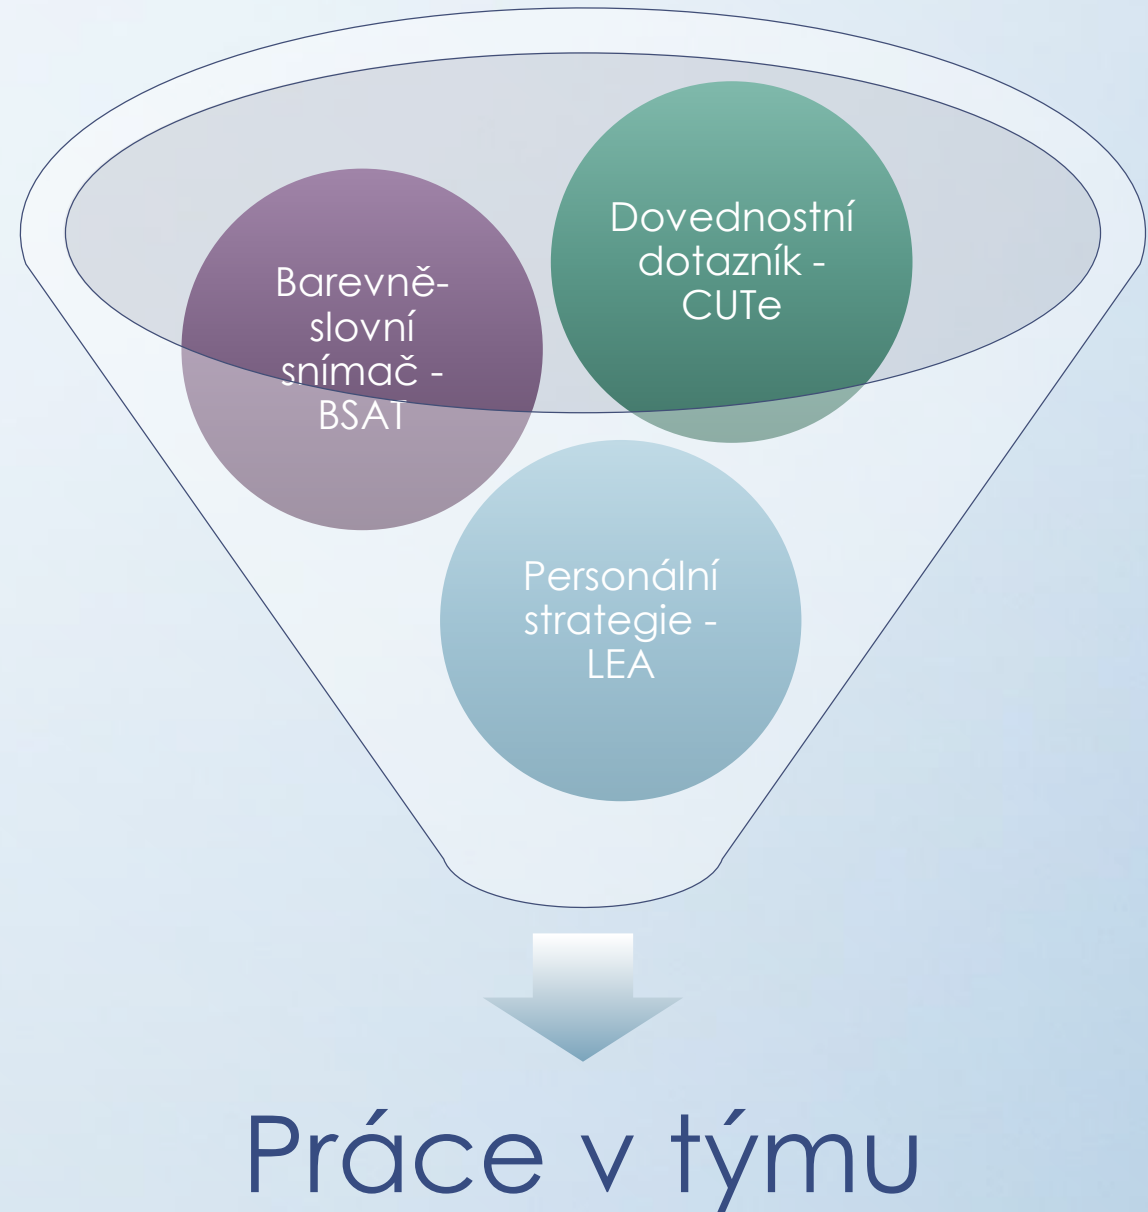 Dovednostní
dotazník -
CUTe
Barevně-
slovní
snímač -
BSAT
Personální
strategie -
LEA
Práce v týmu